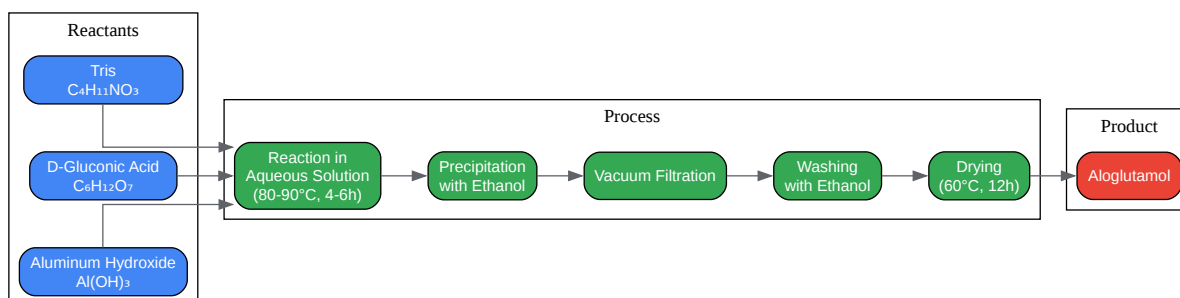 Reactants
Tris
C₄H₁₁NO₃
D-Gluconic Acid
C₆H₁₂O₇
Aluminum Hydroxide
Al(OH)₃
Process
Reaction in
Aqueous Solution
(80-90°C, 4-6h)
Precipitation
with Ethanol
Vacuum Filtration
Washing
with Ethanol
Drying
(60°C, 12h)
Product
Aloglutamol